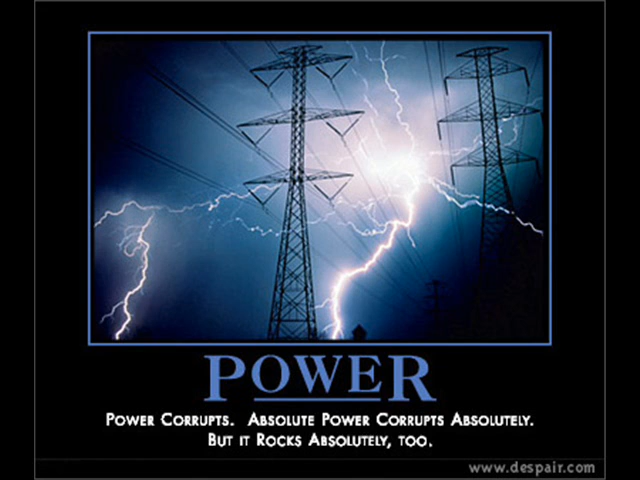 POWER
POWER CORRUPTS. ABSOLUTE POWER CORRUPTS ABSOLUTELY.
BUT IT ROCKS ABSOLUTELY, TOO.
www.despair.com